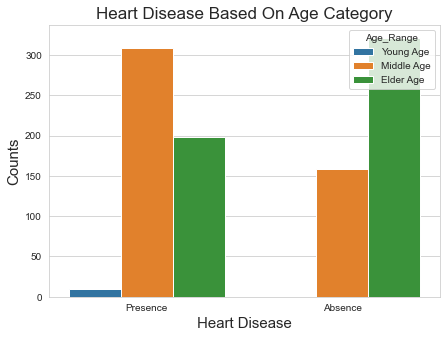 Heart Disease Based On Age Category
Age_Range
Young Age
Middle Age
Elder Age
300
250
200
150
100
50
0
Counts
Presence
Absence
Heart Disease